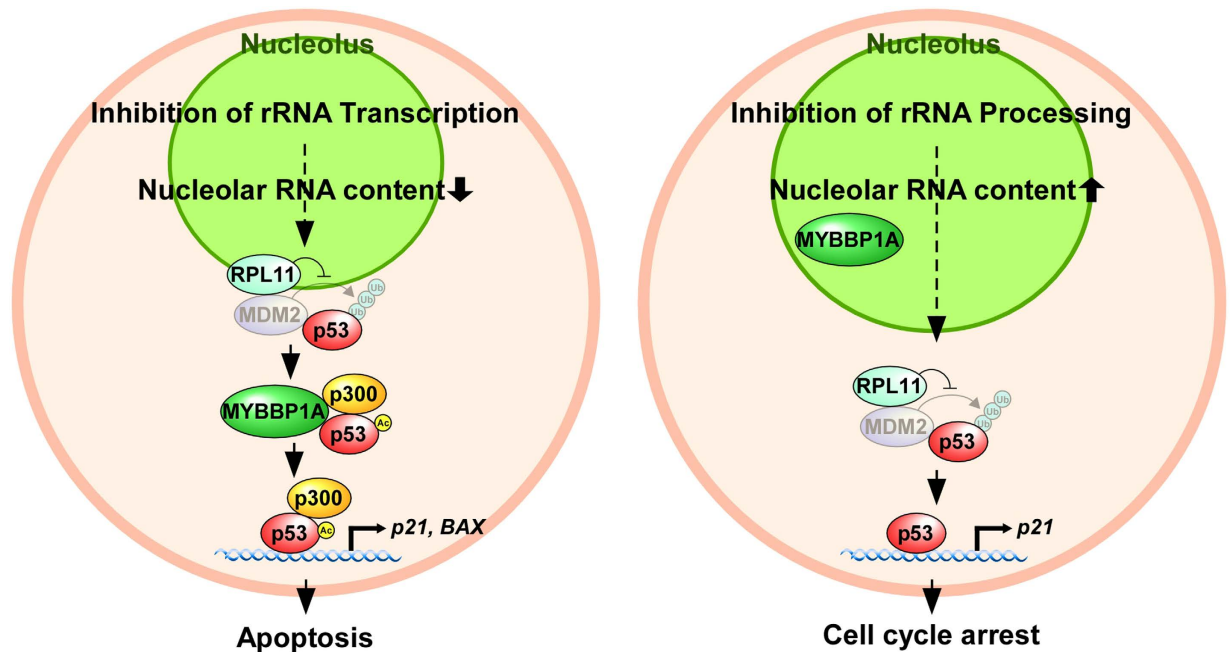 Nucleolus
Inhibition of rRNA Transcription
Nucleolar RNA content
RPL11
MDM2
Ub
Ub
Ub
p53
MYBBP1A
p300
p53
Ac
p300
p53
Ac
p21, BAX
Apoptosis
Nucleolus
Inhibition of rRNA Processing
Nucleolar RNA content
MYBBP1A
RPL11
MDM2
Ub
Ub
Ub
p53
p53
p21
Cell cycle arrest